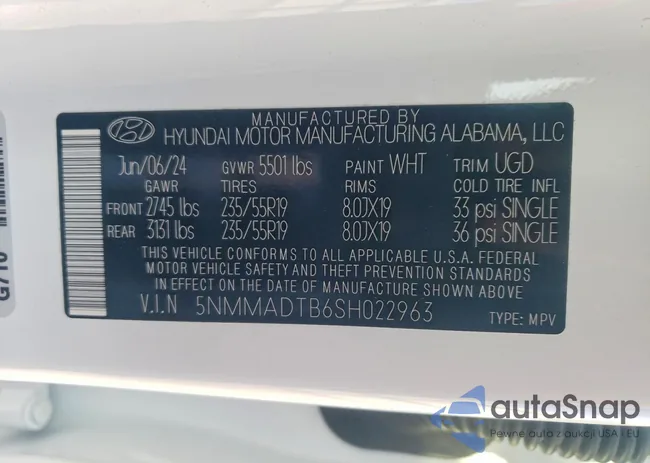 MANUFACTURED BY
HYUNDAI MOTOR MANUFACTURING ALABAMA, LLC
Jun/06/24 GVWR 5501 lbs PAINT WHT TRIM UGD
GAWR TIRES RIMS COLD TIRE INFL
FRONT 2745 lbs 235/55R19 8.0JX19 33 psi SINGLE
REAR 3131 lbs 235/55R19 8.0JX19 36 psi SINGLE
THIS VEHICLE CONFORMS TO ALL APPLICABLE U.S.A. FEDERAL
MOTOR VEHICLE SAFETY AND THEFT PREVENTION STANDARDS
IN EFFECT ON THE DATE OF MANUFACTURE SHOWN ABOVE
V.I.N 5NMMADTB6SH022963
TYPE: MPV
G710
autaSnap
Pewne auta z aukcji USA - EU